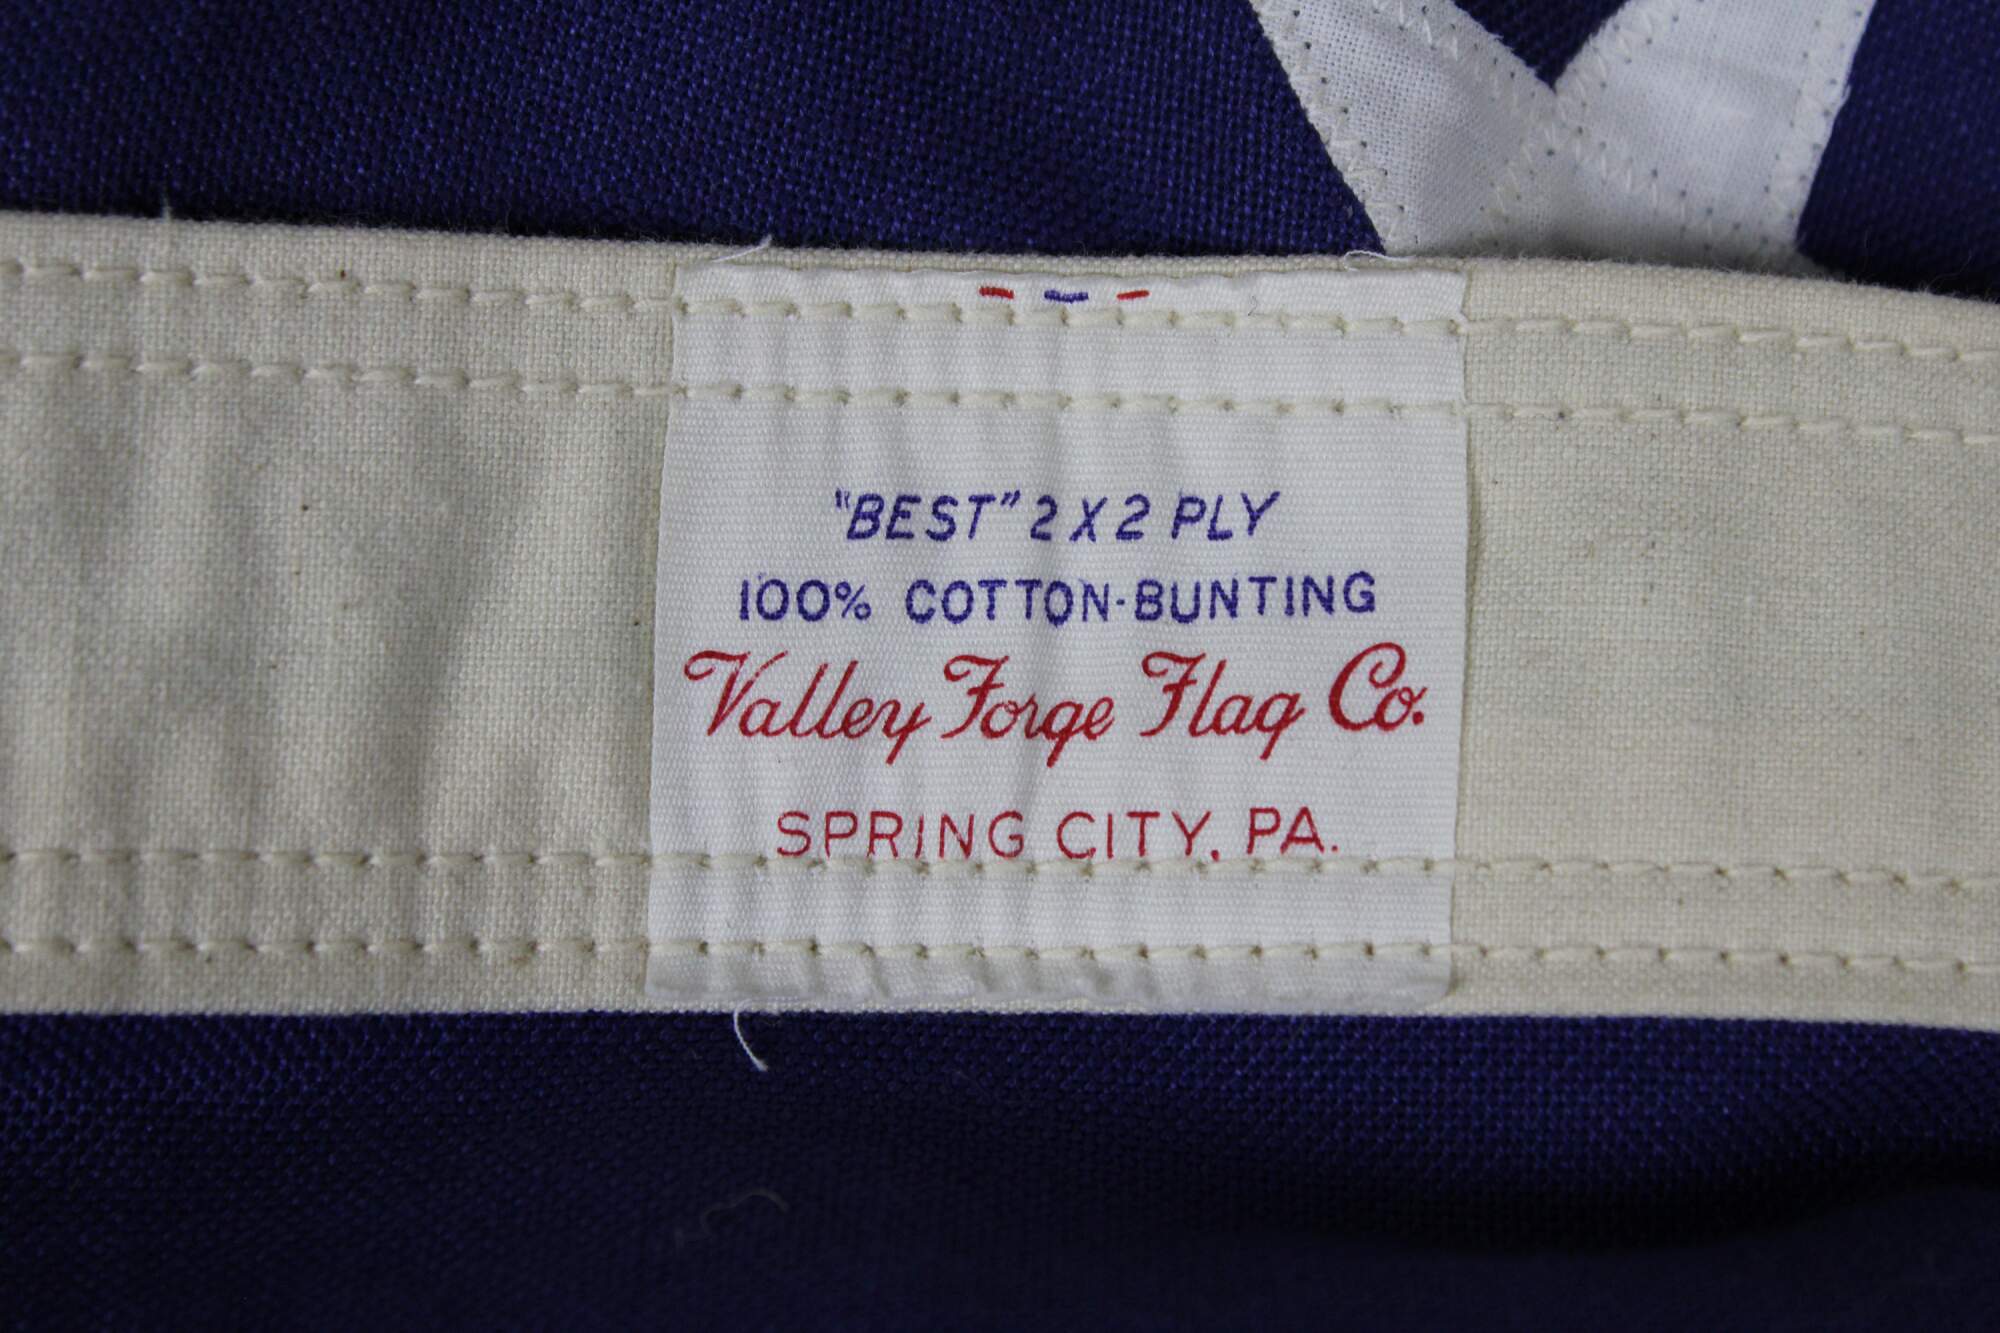 "BEST" 2 X 2 PLY
100% COTTON-BUNTING
Valley Forge Flag Co.
SPRING CITY, PA.